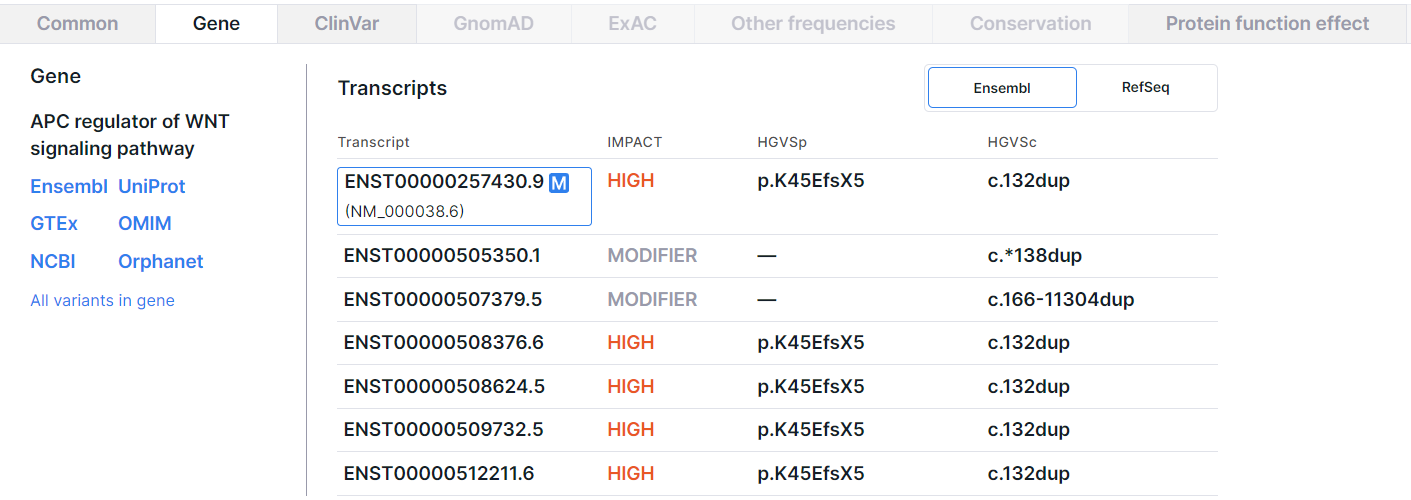 Common Gene ClinVar GnomAD ExAC Other frequencies Conservation Protein function effect
Gene
APC regulator of WNT
signaling pathway
Ensembl UniProt
GTEx OMIM
NCBI Orphanet
All variants in gene
Transcripts
Ensembl RefSeq
Transcript IMPACT HGVSp HGVSc
ENST00000257430.9 M HIGH p.K45EfsX5 c.132dup
(NM_000038.6)
ENST00000505350.1 MODIFIER — c.*138dup
ENST00000507379.5 MODIFIER — c.166-11304dup
ENST00000508376.6 HIGH p.K45EfsX5 c.132dup
ENST00000508624.5 HIGH p.K45EfsX5 c.132dup
ENST00000509732.5 HIGH p.K45EfsX5 c.132dup
ENST00000512211.6 HIGH p.K45EfsX5 c.132dup